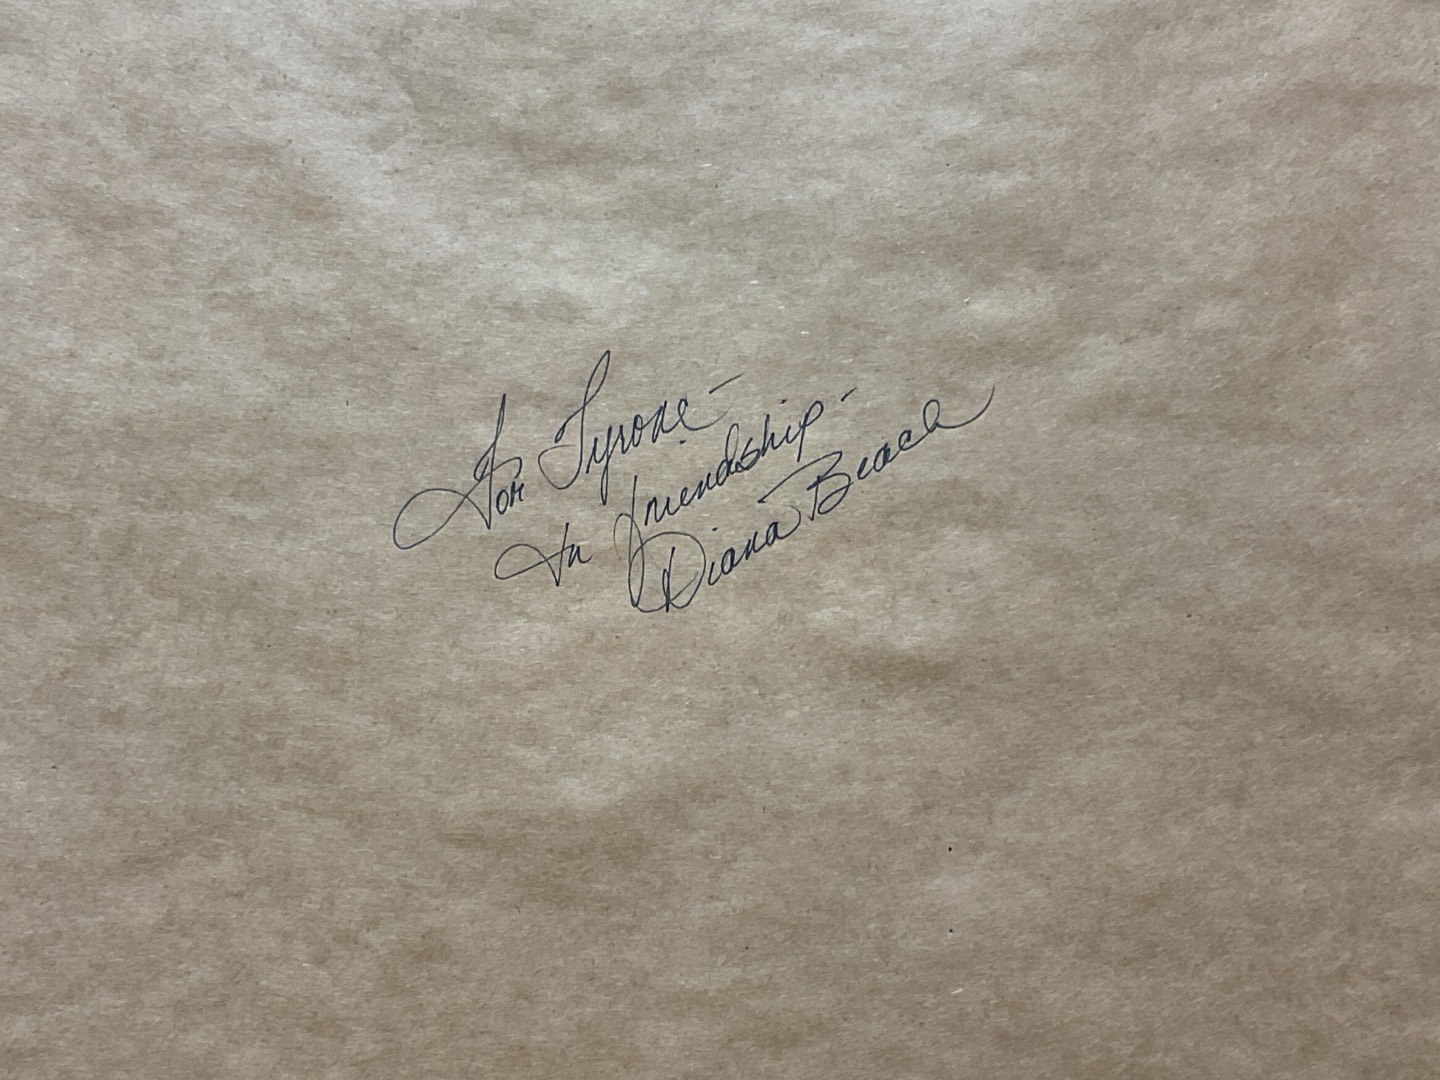 For Tyrone -
In friendship -
Diana Beach